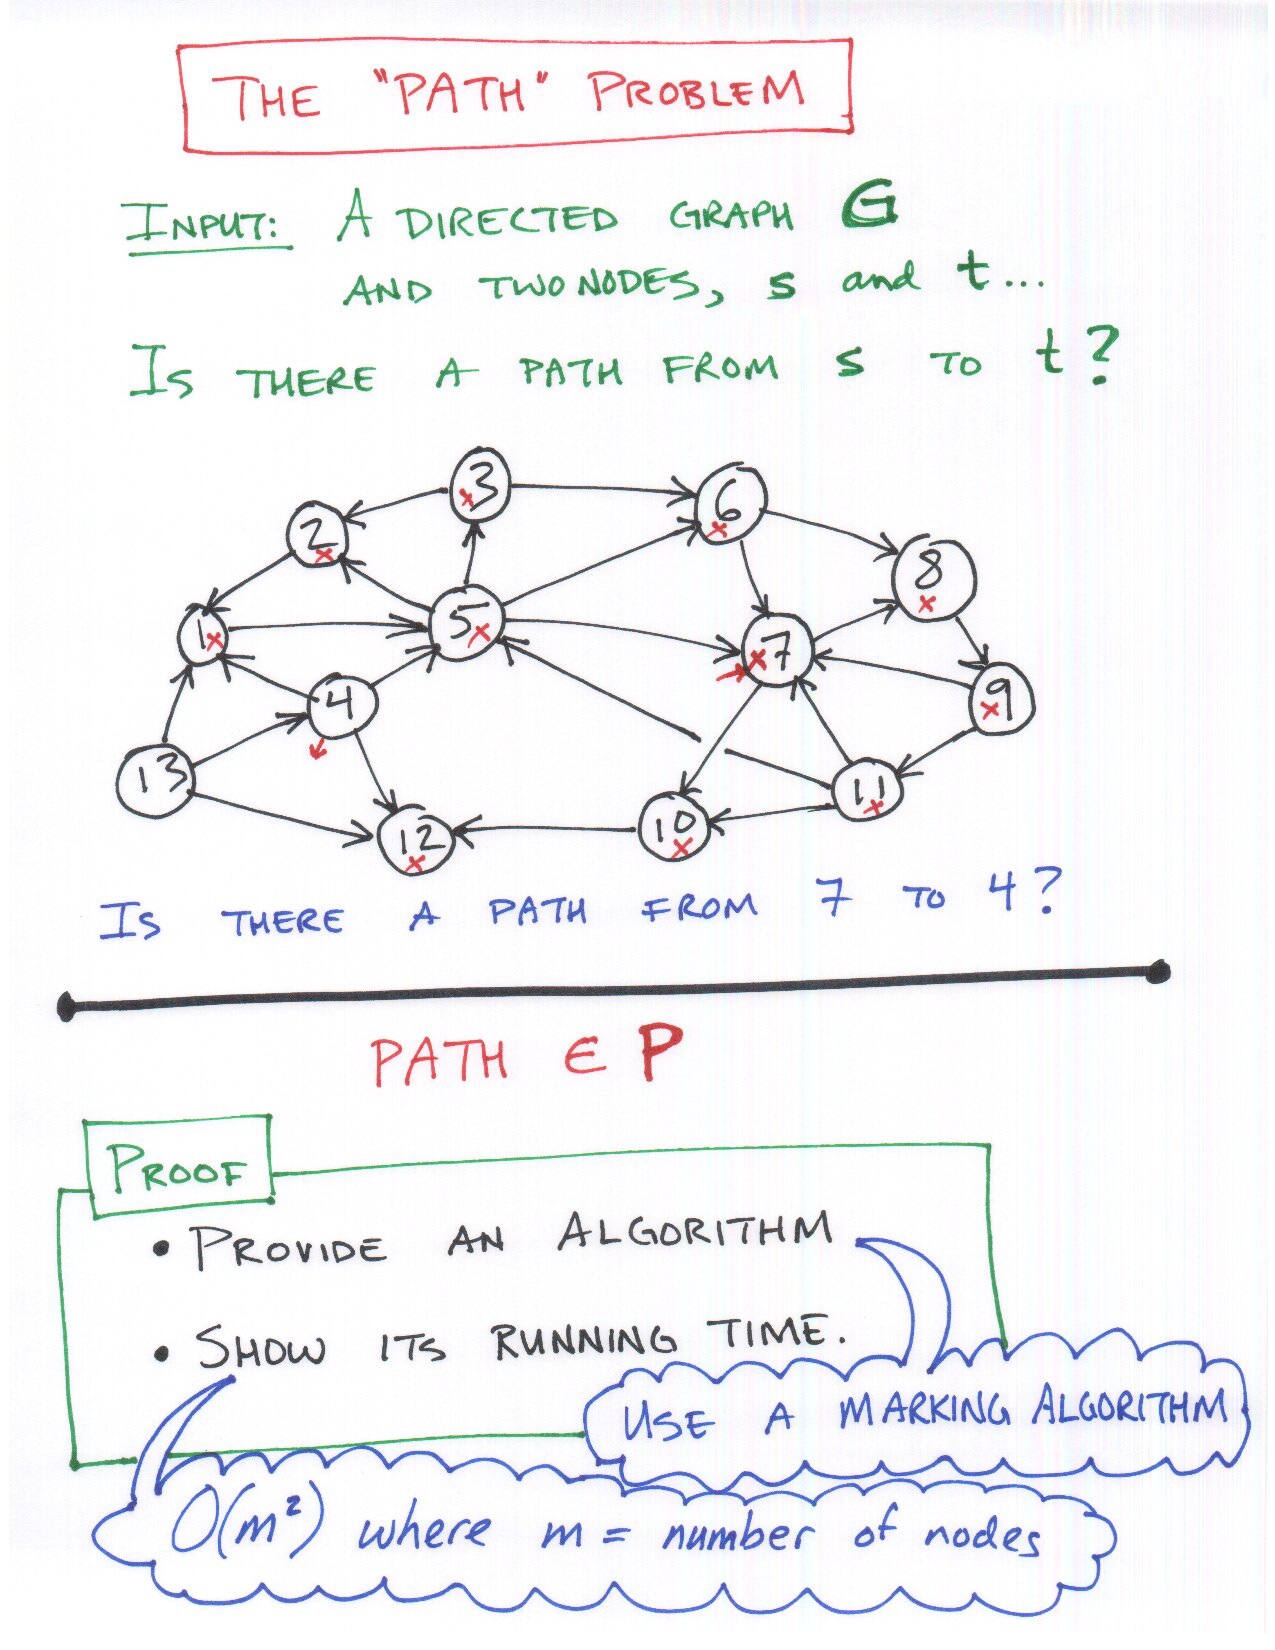 THE "PATH" PROBLEM
INPUT: A DIRECTED GRAPH G
AND TWO NODES, s and t...
IS THERE A PATH FROM s TO t?
3
6
2
8
1
5
7
4
9
13
11
12
10
IS THERE A PATH FROM 7 TO 4?
PATH ∈ P
PROOF
• PROVIDE AN ALGORITHM
• SHOW ITS RUNNING TIME.
USE A MARKING ALGORITHM
O(m²) where m = number of nodes